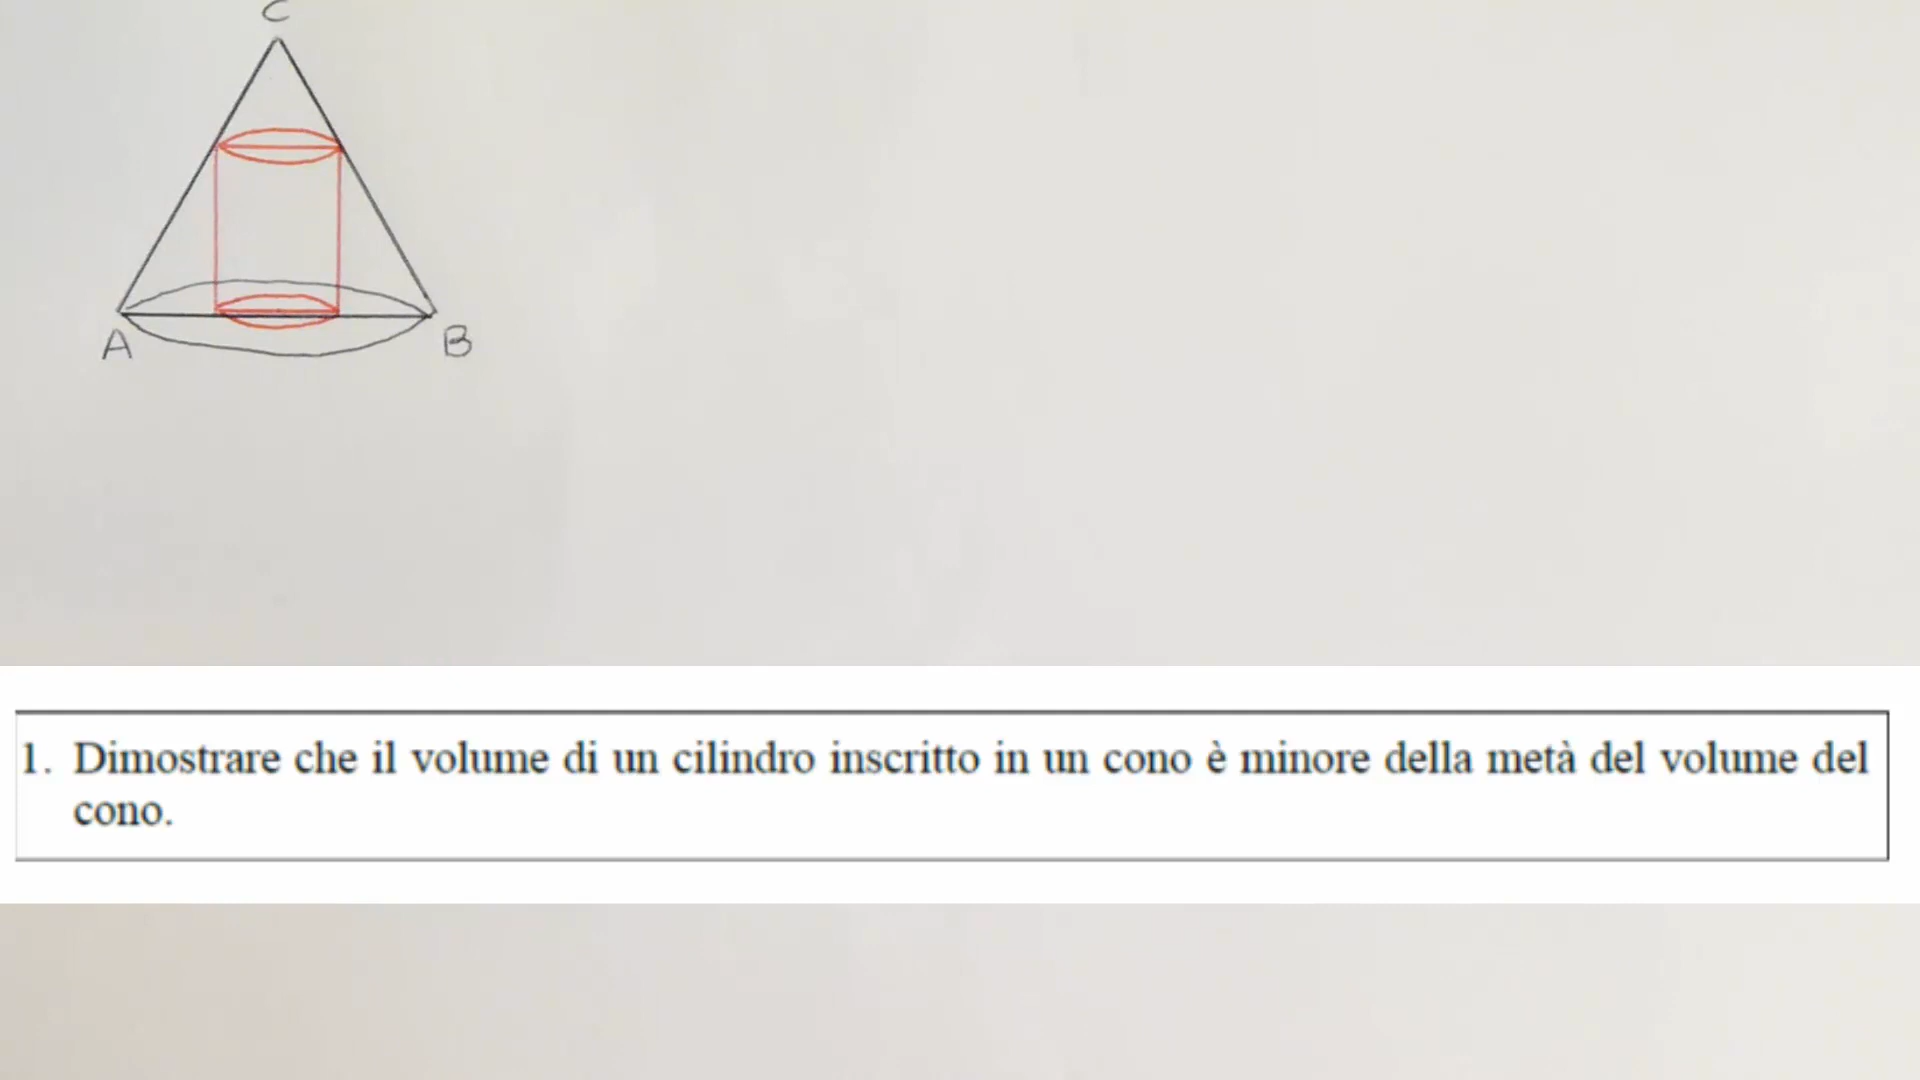 C
A
B
1. Dimostrare che il volume di un cilindro inscritto in un cono è minore della metà del volume del
cono.